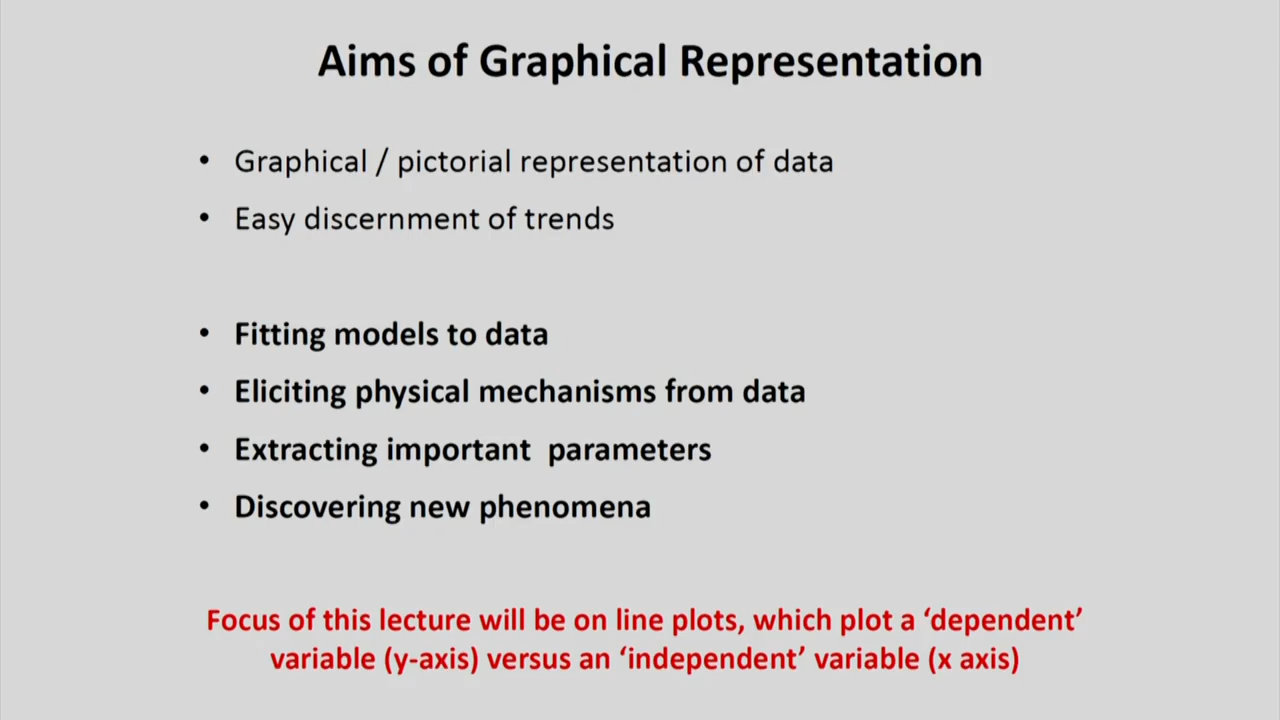 Aims of Graphical Representation
• Graphical / pictorial representation of data
• Easy discernment of trends
• Fitting models to data
• Eliciting physical mechanisms from data
• Extracting important  parameters
• Discovering new phenomena
Focus of this lecture will be on line plots, which plot a ‘dependent’
variable (y-axis) versus an ‘independent’ variable (x axis)